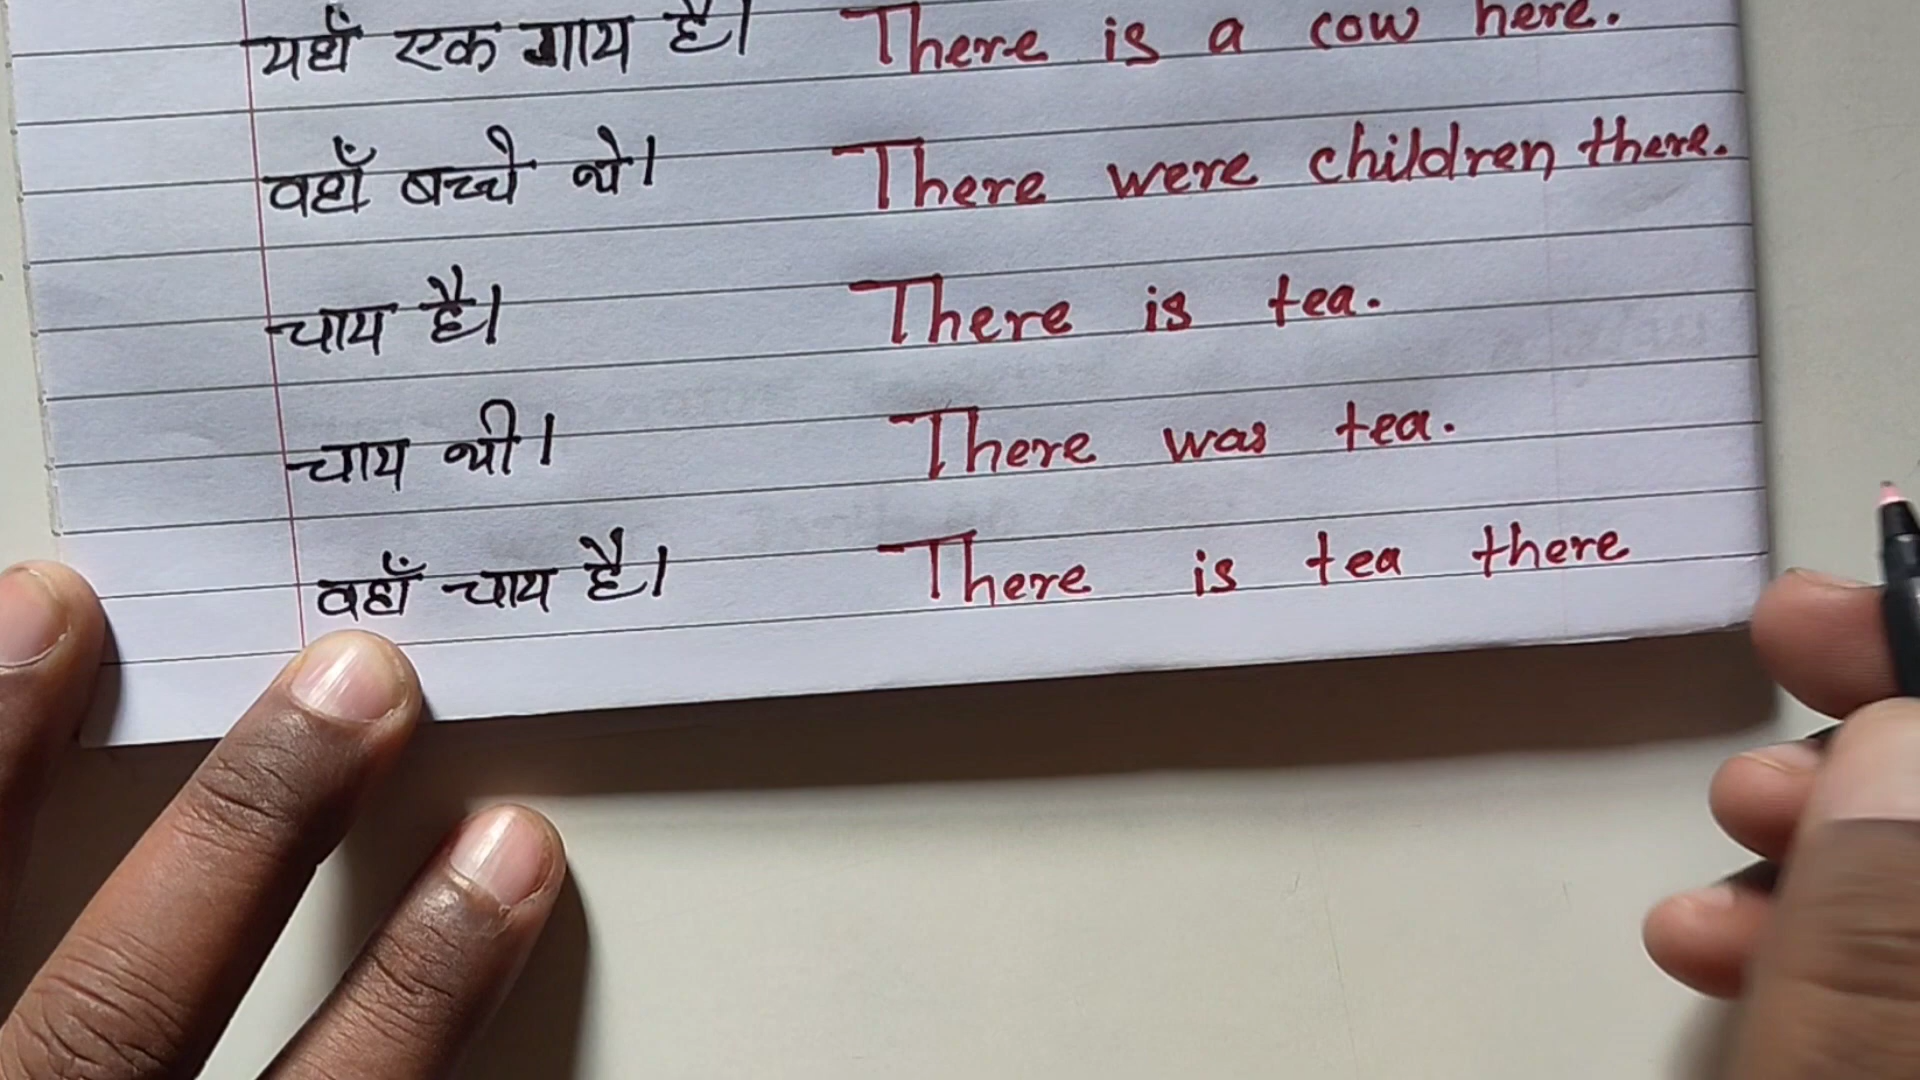 यहाँ एक गाय है। There is a cow here.
वहाँ बच्चे थे। There were children there.
चाय है। There is tea.
चाय थी। There was tea.
वहाँ चाय है। There is tea there